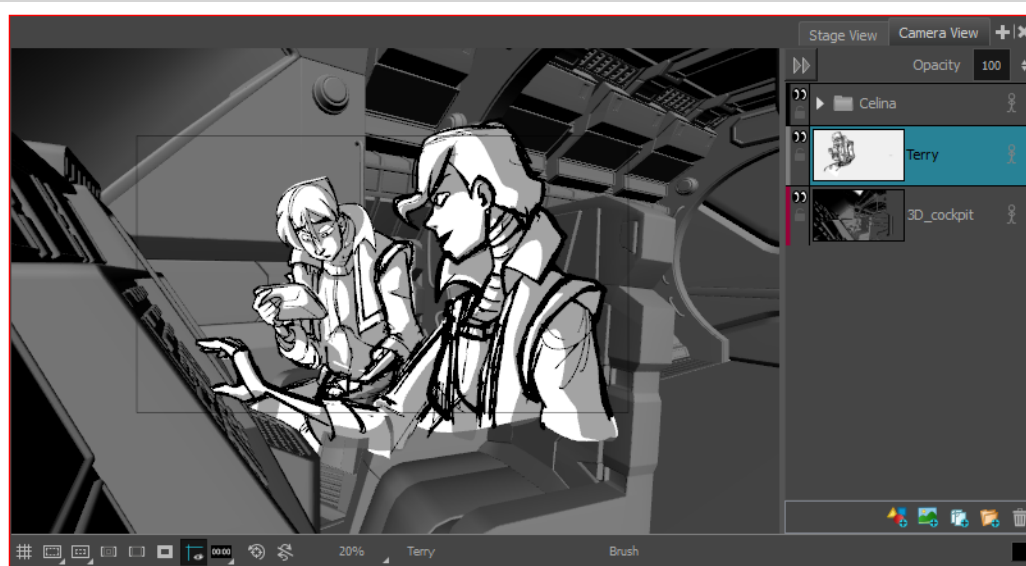 Stage View Camera View
Opacity 100
Celina
Terry
3D_cockpit
00:00
20% Terry Brush